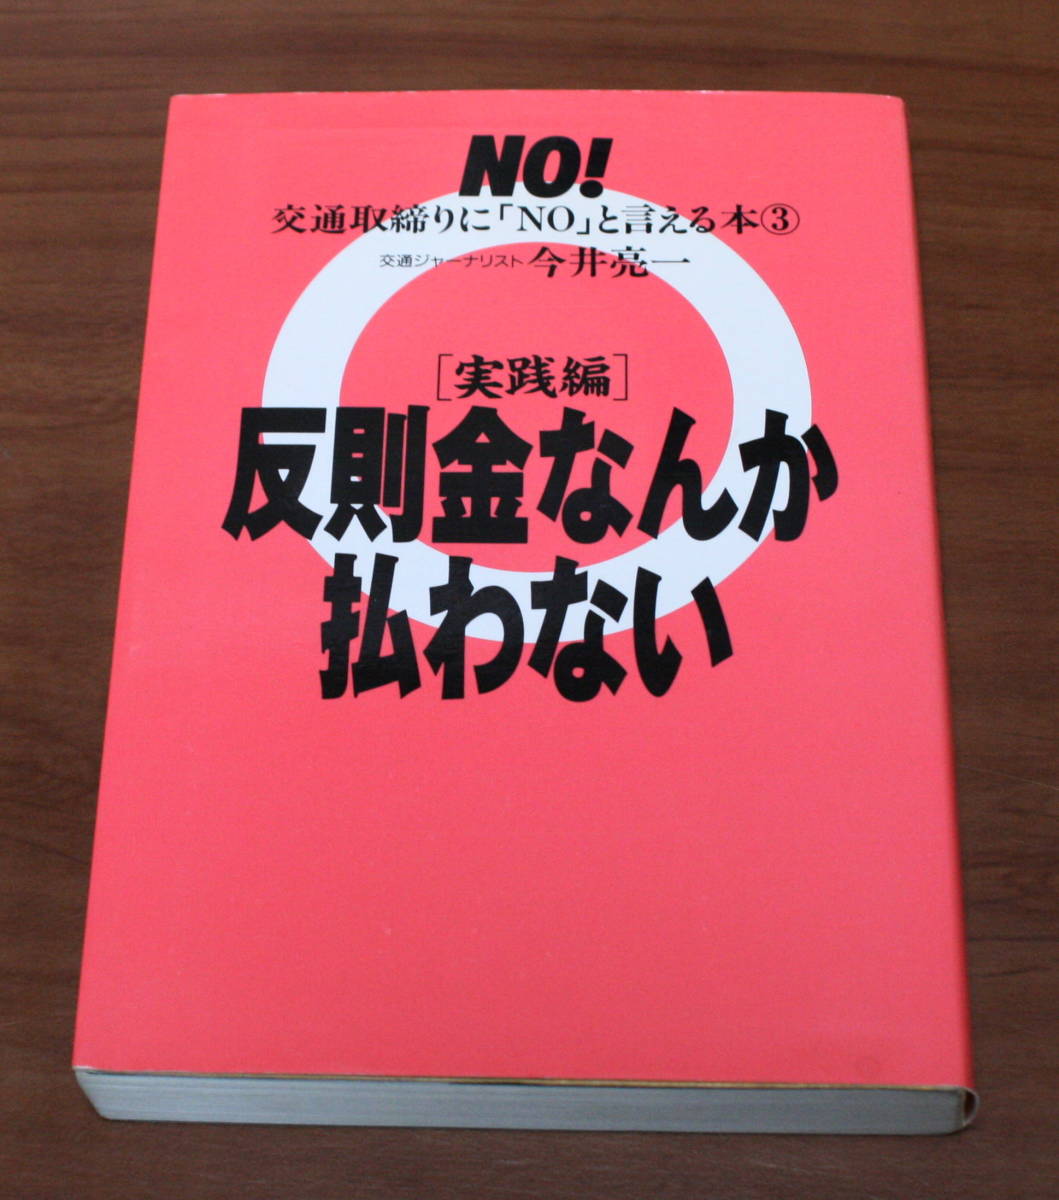 NO!
交通取締りに「NO」と言える本③
交通ジャーナリスト 今井亮一
[実践編]
反則金なんか
払わない